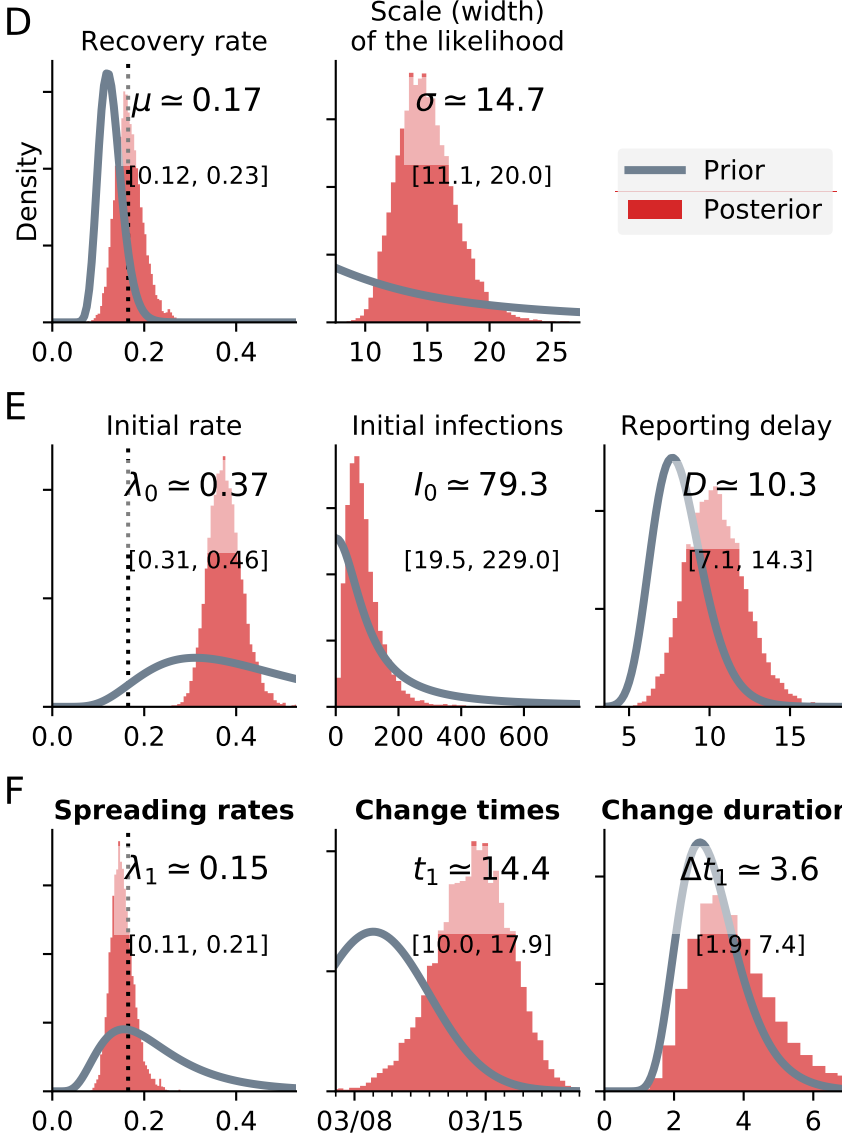 D
Recovery rate
μ ≃ 0.17
[0.12, 0.23]
Density
0.0 0.2 0.4
Scale (width)
of the likelihood
σ ≃ 14.7
[11.1, 20.0]
10 15 20 25
Prior
Posterior
E
Initial rate
λ₀ ≃ 0.37
[0.31, 0.46]
0.0 0.2 0.4
Initial infections
I₀ ≃ 79.3
[19.5, 229.0]
0 200 400 600
Reporting delay
D ≃ 10.3
[7.1, 14.3]
5 10 15
F
Spreading rates
λ₁ ≃ 0.15
[0.11, 0.21]
0.0 0.2 0.4
Change times
t₁ ≃ 14.4
[10.0, 17.9]
03/08 03/15
Change duration
Δt₁ ≃ 3.6
[1.9, 7.4]
0 2 4 6